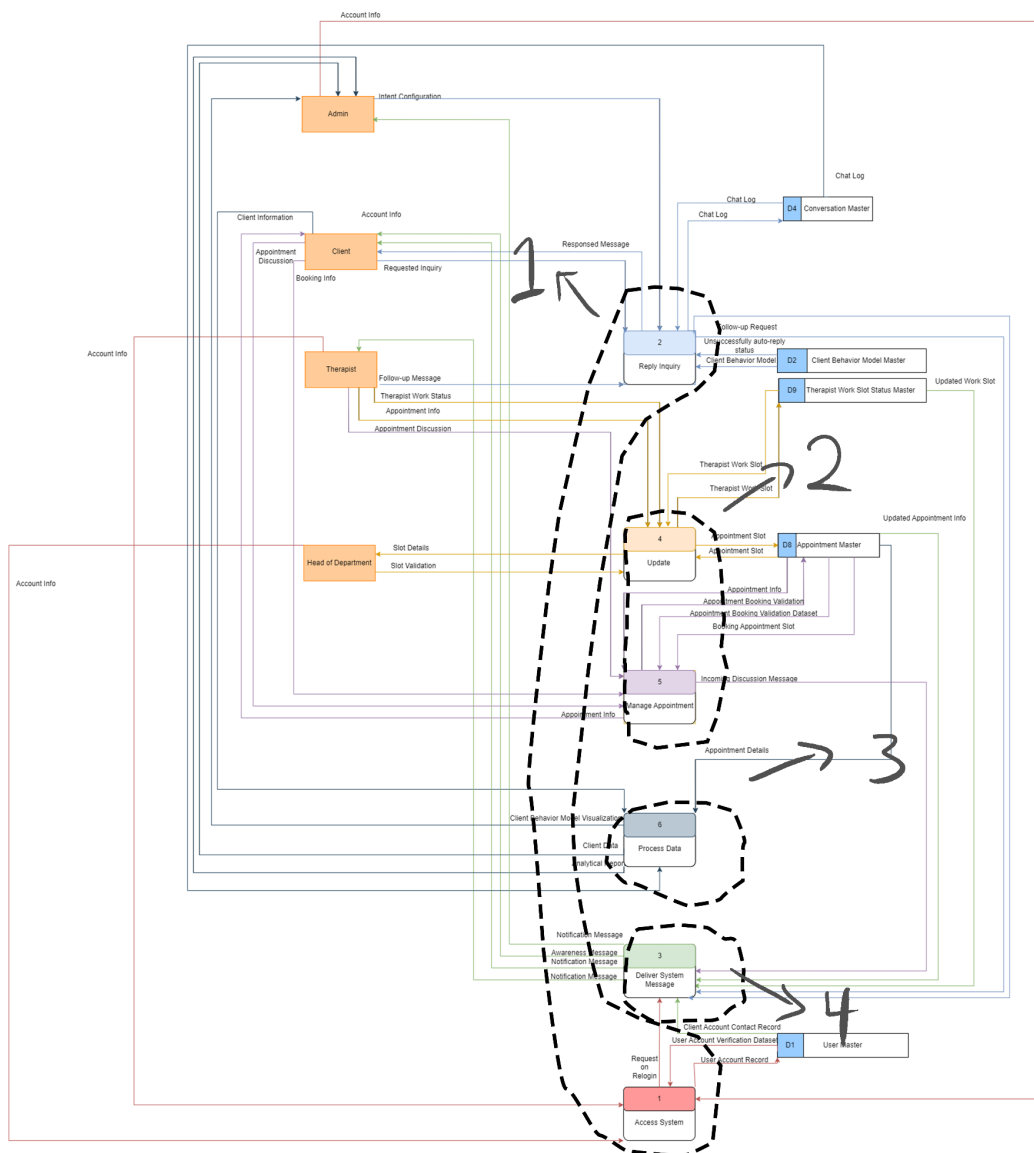 Account Info
Intent Configuration
Admin
Chat Log
Chat Log
D4 Conversation Master
Chat Log
Client Information
Account Info
Client
Responsed Message
Appointment
Discussion
Requested Inquiry
Booking Info
1
Follow-up Request
2
Unsuccessfully auto-reply
status
Account Info
Client Behavior Model
D2 Client Behavior Model Master
Reply Inquiry
Therapist
Follow-up Message
D9 Therapist Work Slot Status Master
Updated Work Slot
Therapist Work Status
Appointment Info
Appointment Discussion
2
Therapist Work Slot
Therapist Work Slot
Updated Appointment Info
4
Appointment Slot
D8 Appointment Master
Slot Details
Appointment Slot
Head of Department
Update
Slot Validation
Account Info
Appointment Info
Appointment Booking Validation
Appointment Booking Validation Dataset
Booking Appointment Slot
5
Incoming Discussion Message
Manage Appointment
Appointment Info
Appointment Details
3
Client Behavior Model Visualization
6
Client Data
Process Data
Analytical Repor
Notification Message
Awareness Message
3
Notification Message
Deliver System
Message
Notification Message
4
Client Account Contact Record
User Account Verification Dataset
D1 User Master
Request
on
Relogin
User Account Record
1
Access System